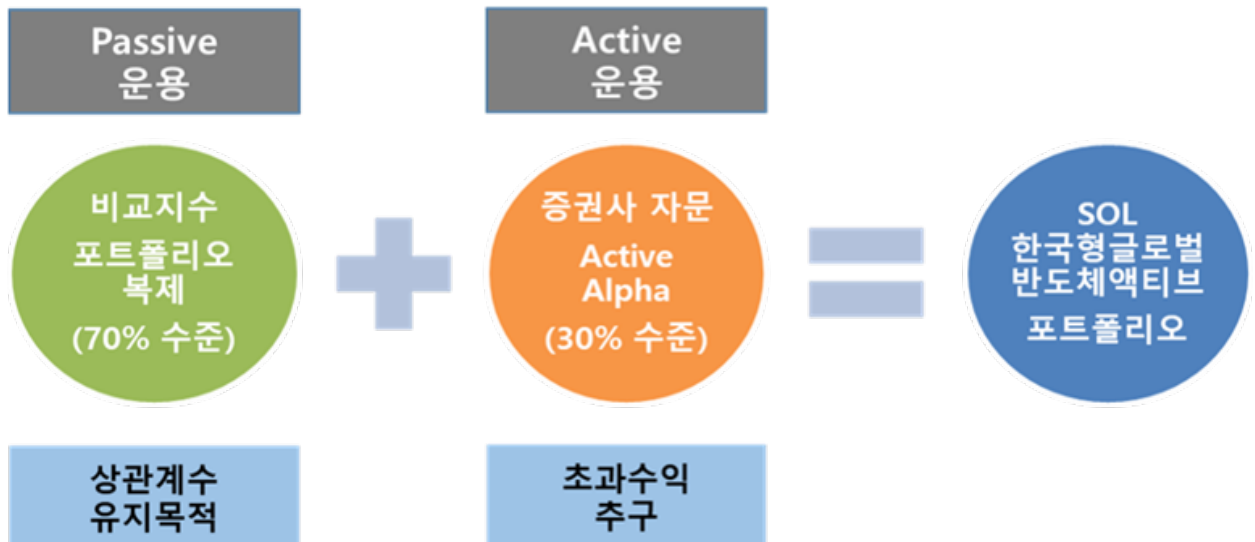 Passive
운용
Active
운용
비교지수
포트폴리오
복제
(70% 수준)
증권사 자문
Active
Alpha
(30% 수준)
SOL
한국형글로벌
반도체액티브
포트폴리오
상관계수
유지목적
초과수익
추구